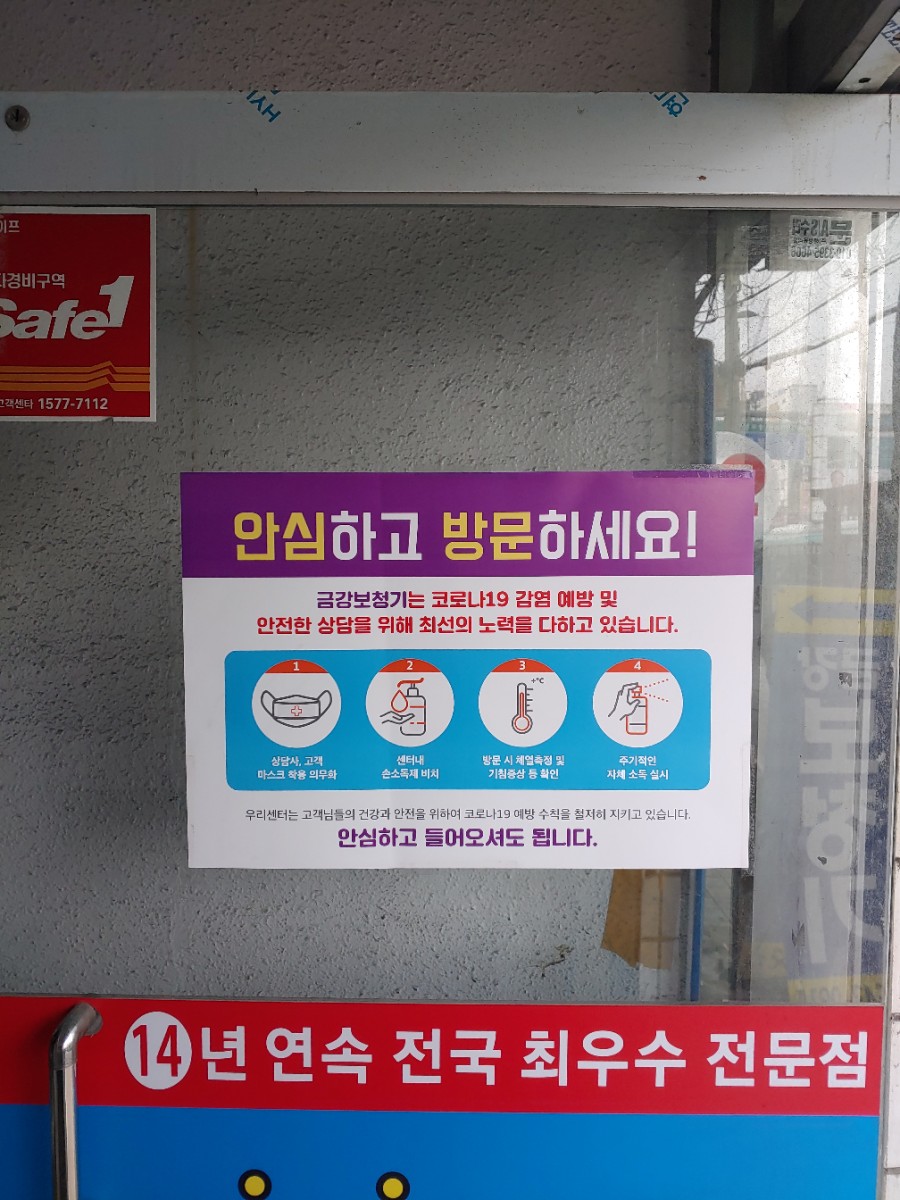 안심하고 방문하세요!
금강보청기는 코로나19 감염 예방 및
안전한 상담을 위해 최선의 노력을 다하고 있습니다.
1
상담사, 고객
마스크 착용 의무화
2
센터내
손소독제 비치
3
+℃
방문 시 체열측정 및
기침증상 등 확인
4
주기적인
자체 소독 실시
우리센터는 고객님들의 건강과 안전을 위하여 코로나19 예방 수칙을 철저히 지키고 있습니다.
안심하고 들어오셔도 됩니다.
경비구역
Safe1
고객센타 1577-7112
14년 연속 전국 최우수 전문점